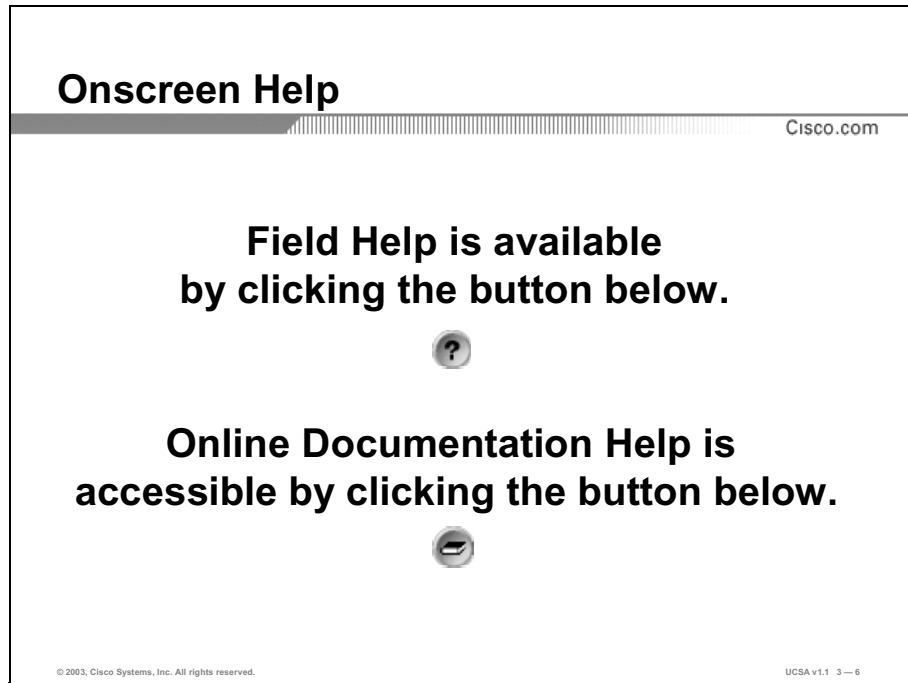 Onscreen Help
Cisco.com
Field Help is available
by clicking the button below.
?
Online Documentation Help is
accessible by clicking the button below.
© 2003, Cisco Systems, Inc. All rights reserved.
UCSA v1.1 3 — 6